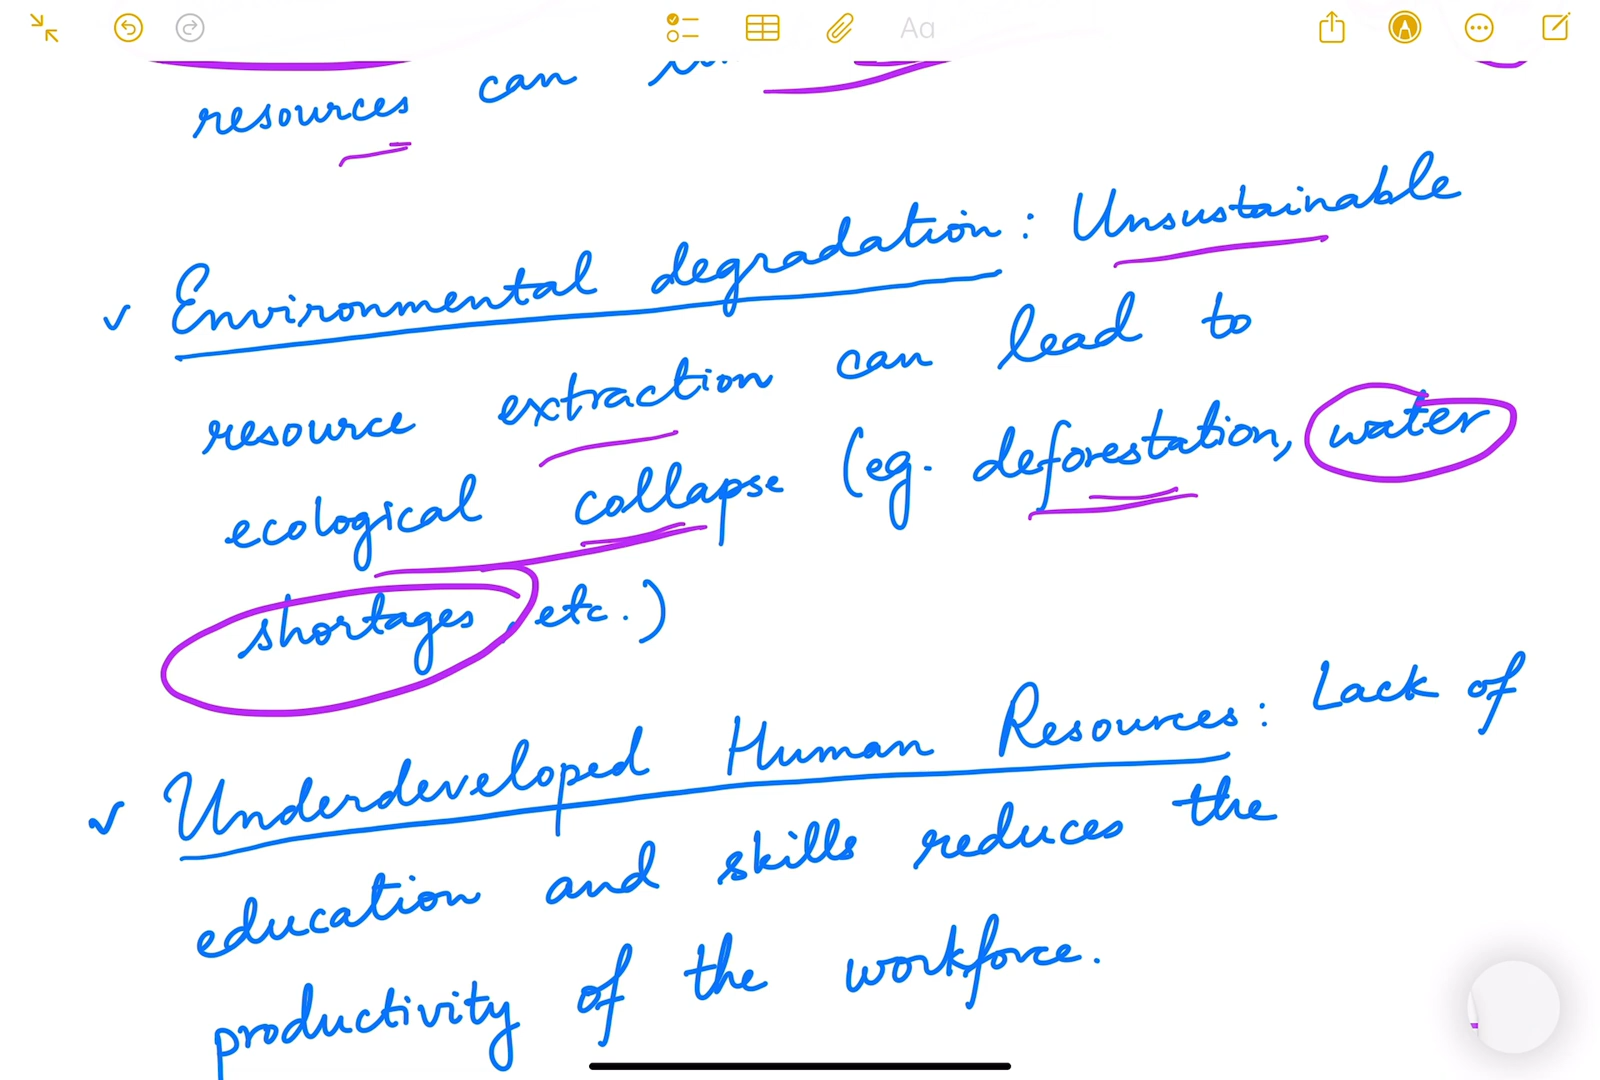 Aa
resources can
Environmental degradation: Unsustainable
resource extraction can lead to
ecological collapse (eg. deforestation, water
shortages, etc.)
Underdeveloped Human Resources: Lack of
education and skills reduces the
productivity of the workforce.